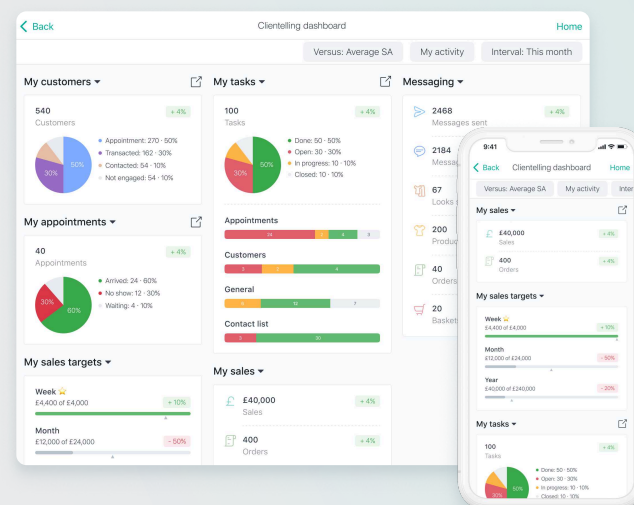 Back
Clientelling dashboard
Home
Versus: Average SA
My activity
Interval: This month
My customers
540
+ 4%
Customers
50%
30%
Appointment: 270 · 50%
Transacted: 162 · 30%
Contacted: 54 · 10%
Not engaged: 54 · 10%
My appointments
40
+ 4%
Appointments
30%
60%
Arrived: 24 · 60%
No show: 12 · 30%
Waiting: 4 · 10%
My sales targets
Week
£4,400 of £4,000
+ 10%
Month
£12,000 of £24,000
- 50%
My tasks
100
+ 4%
Tasks
50%
30%
Done: 50 · 50%
Open: 30 · 30%
In progress: 10 · 10%
Closed: 10 · 10%
Appointments
24
4
Customers
General
12
7
Contact list
30
My sales
£40,000
+ 4%
Sales
400
+ 4%
Orders
Messaging
2468
+ 4%
Messages sent
2184
67
Looks
200
40
Orders
20
9:41
Clientelling dashboard
Home
Versus: Average SA
My activity
My sales
£40,000
+ 4%
Sales
400
+ 4%
Orders
My sales targets
Week
£4,400 of £4,000
+ 10%
Month
£12,000 of £24,000
- 50%
Year
£40,000 of £240,000
- 20%
My tasks
100
+ 4%
Tasks
50%
30%
Done: 50 · 50%
Open: 30 · 30%
In progress: 10 · 10%
Closed: 10 · 10%